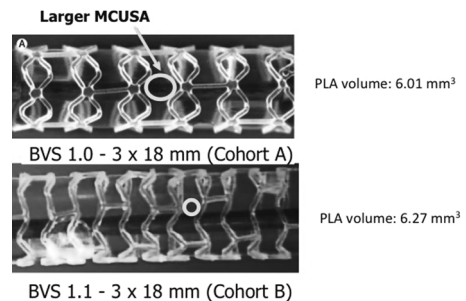 Larger MCUSA
A
PLA volume: 6.01 mm³
BVS 1.0 - 3 x 18 mm (Cohort A)
PLA volume: 6.27 mm³
BVS 1.1 - 3 x 18 mm (Cohort B)